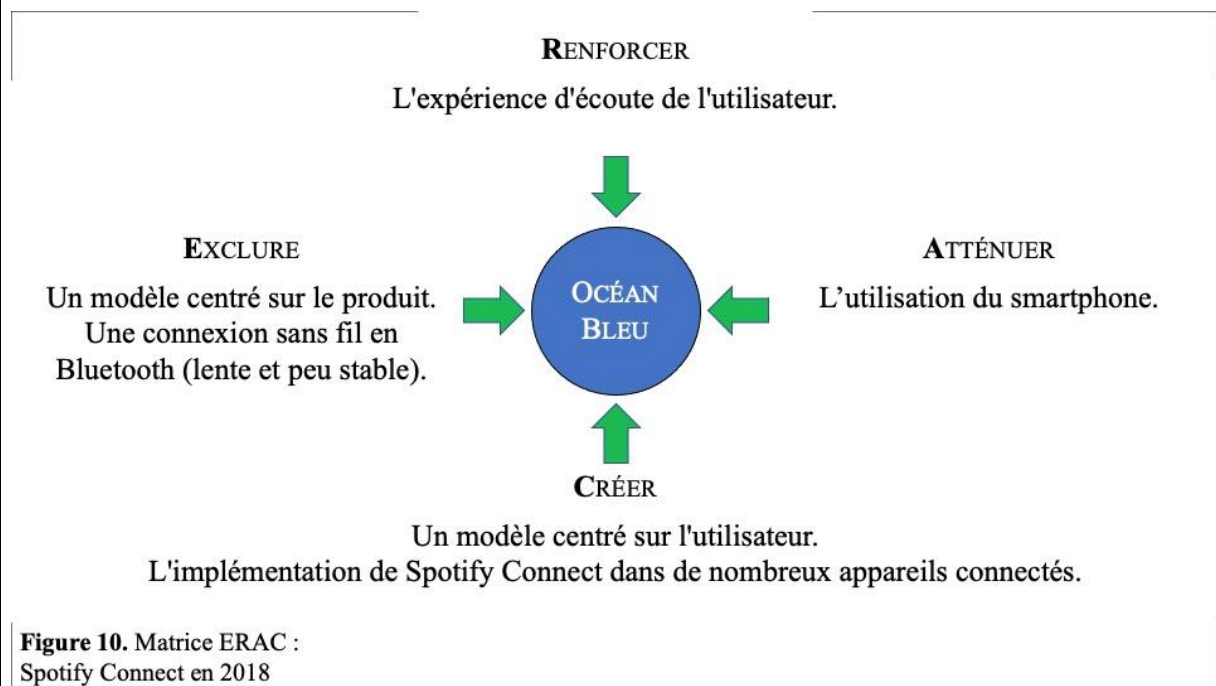 RENFORCER
L'expérience d'écoute de l'utilisateur.
EXCLURE
Un modèle centré sur le produit.
Une connexion sans fil en
Bluetooth (lente et peu stable).
OCÉAN
BLEU
ATTÉNUER
L’utilisation du smartphone.
CRÉER
Un modèle centré sur l'utilisateur.
L'implémentation de Spotify Connect dans de nombreux appareils connectés.
Figure 10. Matrice ERAC :
Spotify Connect en 2018